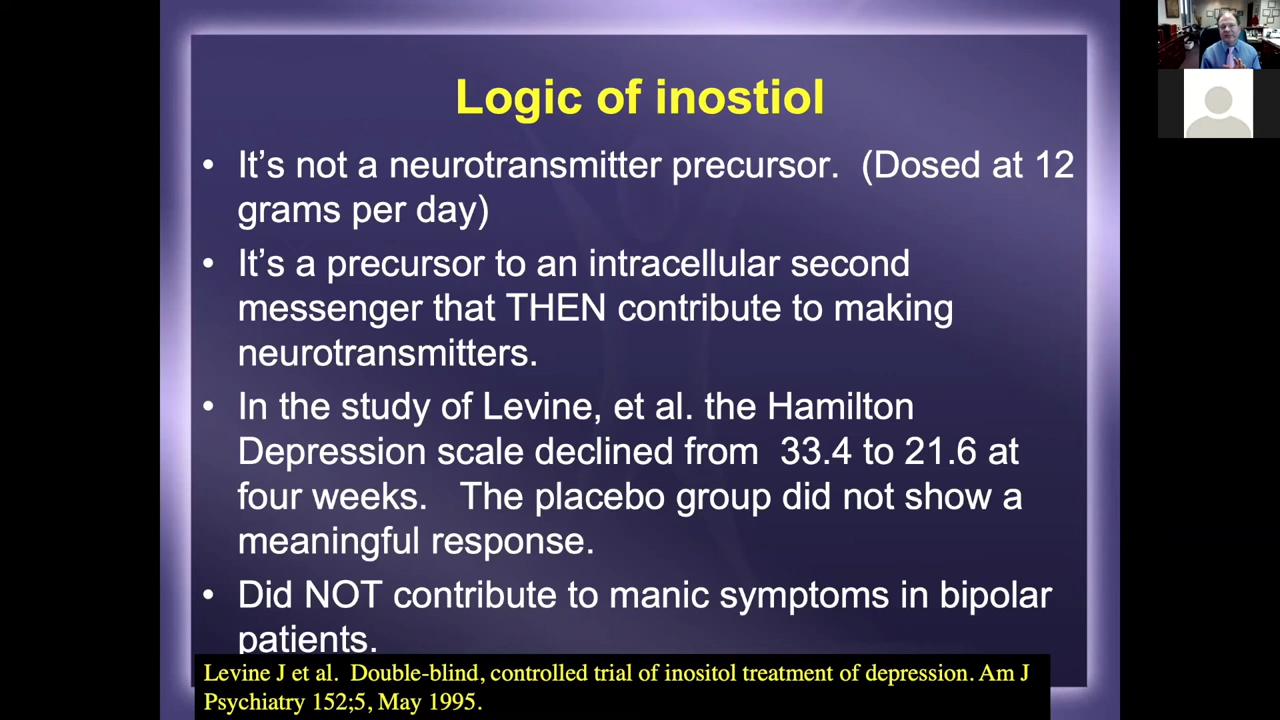 Logic of inostiol
• It’s not a neurotransmitter precursor.  (Dosed at 12
grams per day)
• It’s a precursor to an intracellular second
messenger that THEN contribute to making
neurotransmitters.
• In the study of Levine, et al. the Hamilton
Depression scale declined from  33.4 to 21.6 at
four weeks.   The placebo group did not show a
meaningful response.
• Did NOT contribute to manic symptoms in bipolar
patients.
Levine J et al.  Double-blind, controlled trial of inositol treatment of depression. Am J
Psychiatry 152;5, May 1995.